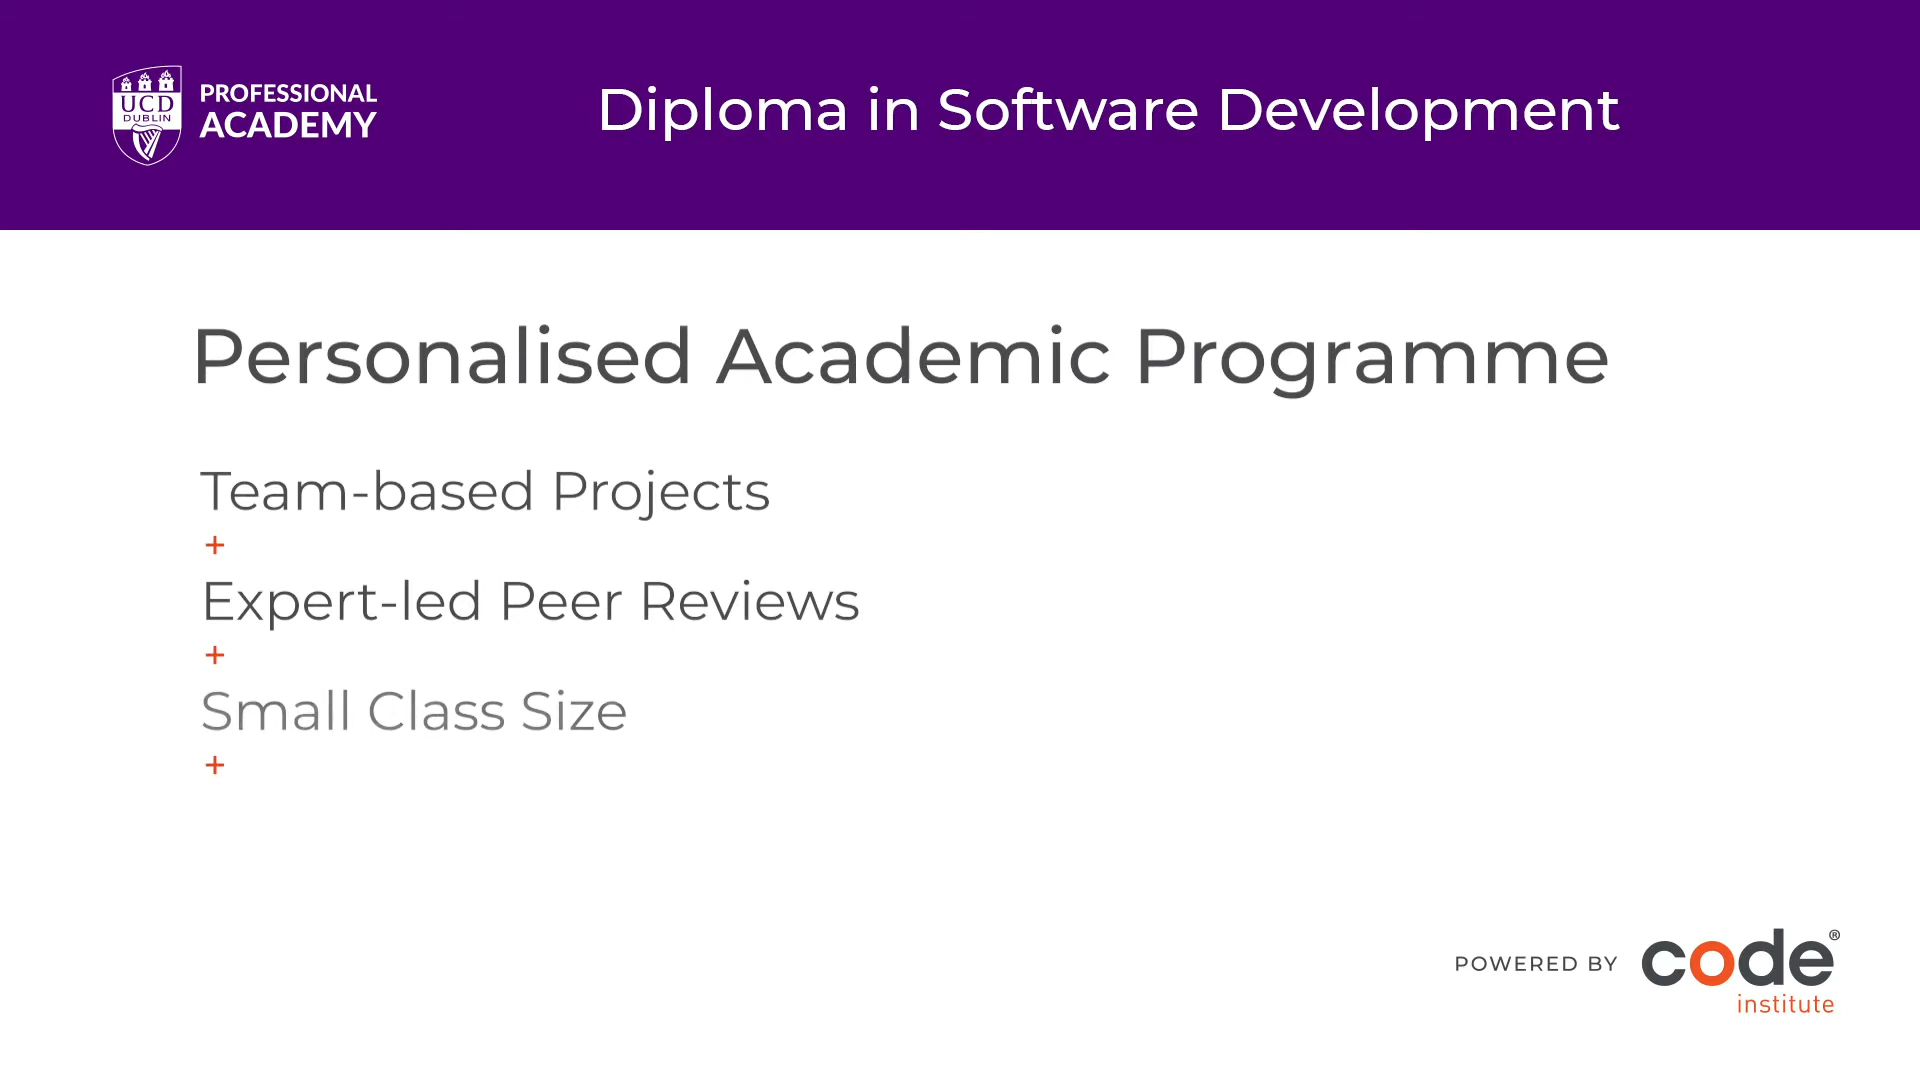 UCD
DUBLIN
PROFESSIONAL
ACADEMY
Diploma in Software Development
Personalised Academic Programme
Team-based Projects
+
Expert-led Peer Reviews
+
Small Class Size
+
POWERED BY
code®
institute